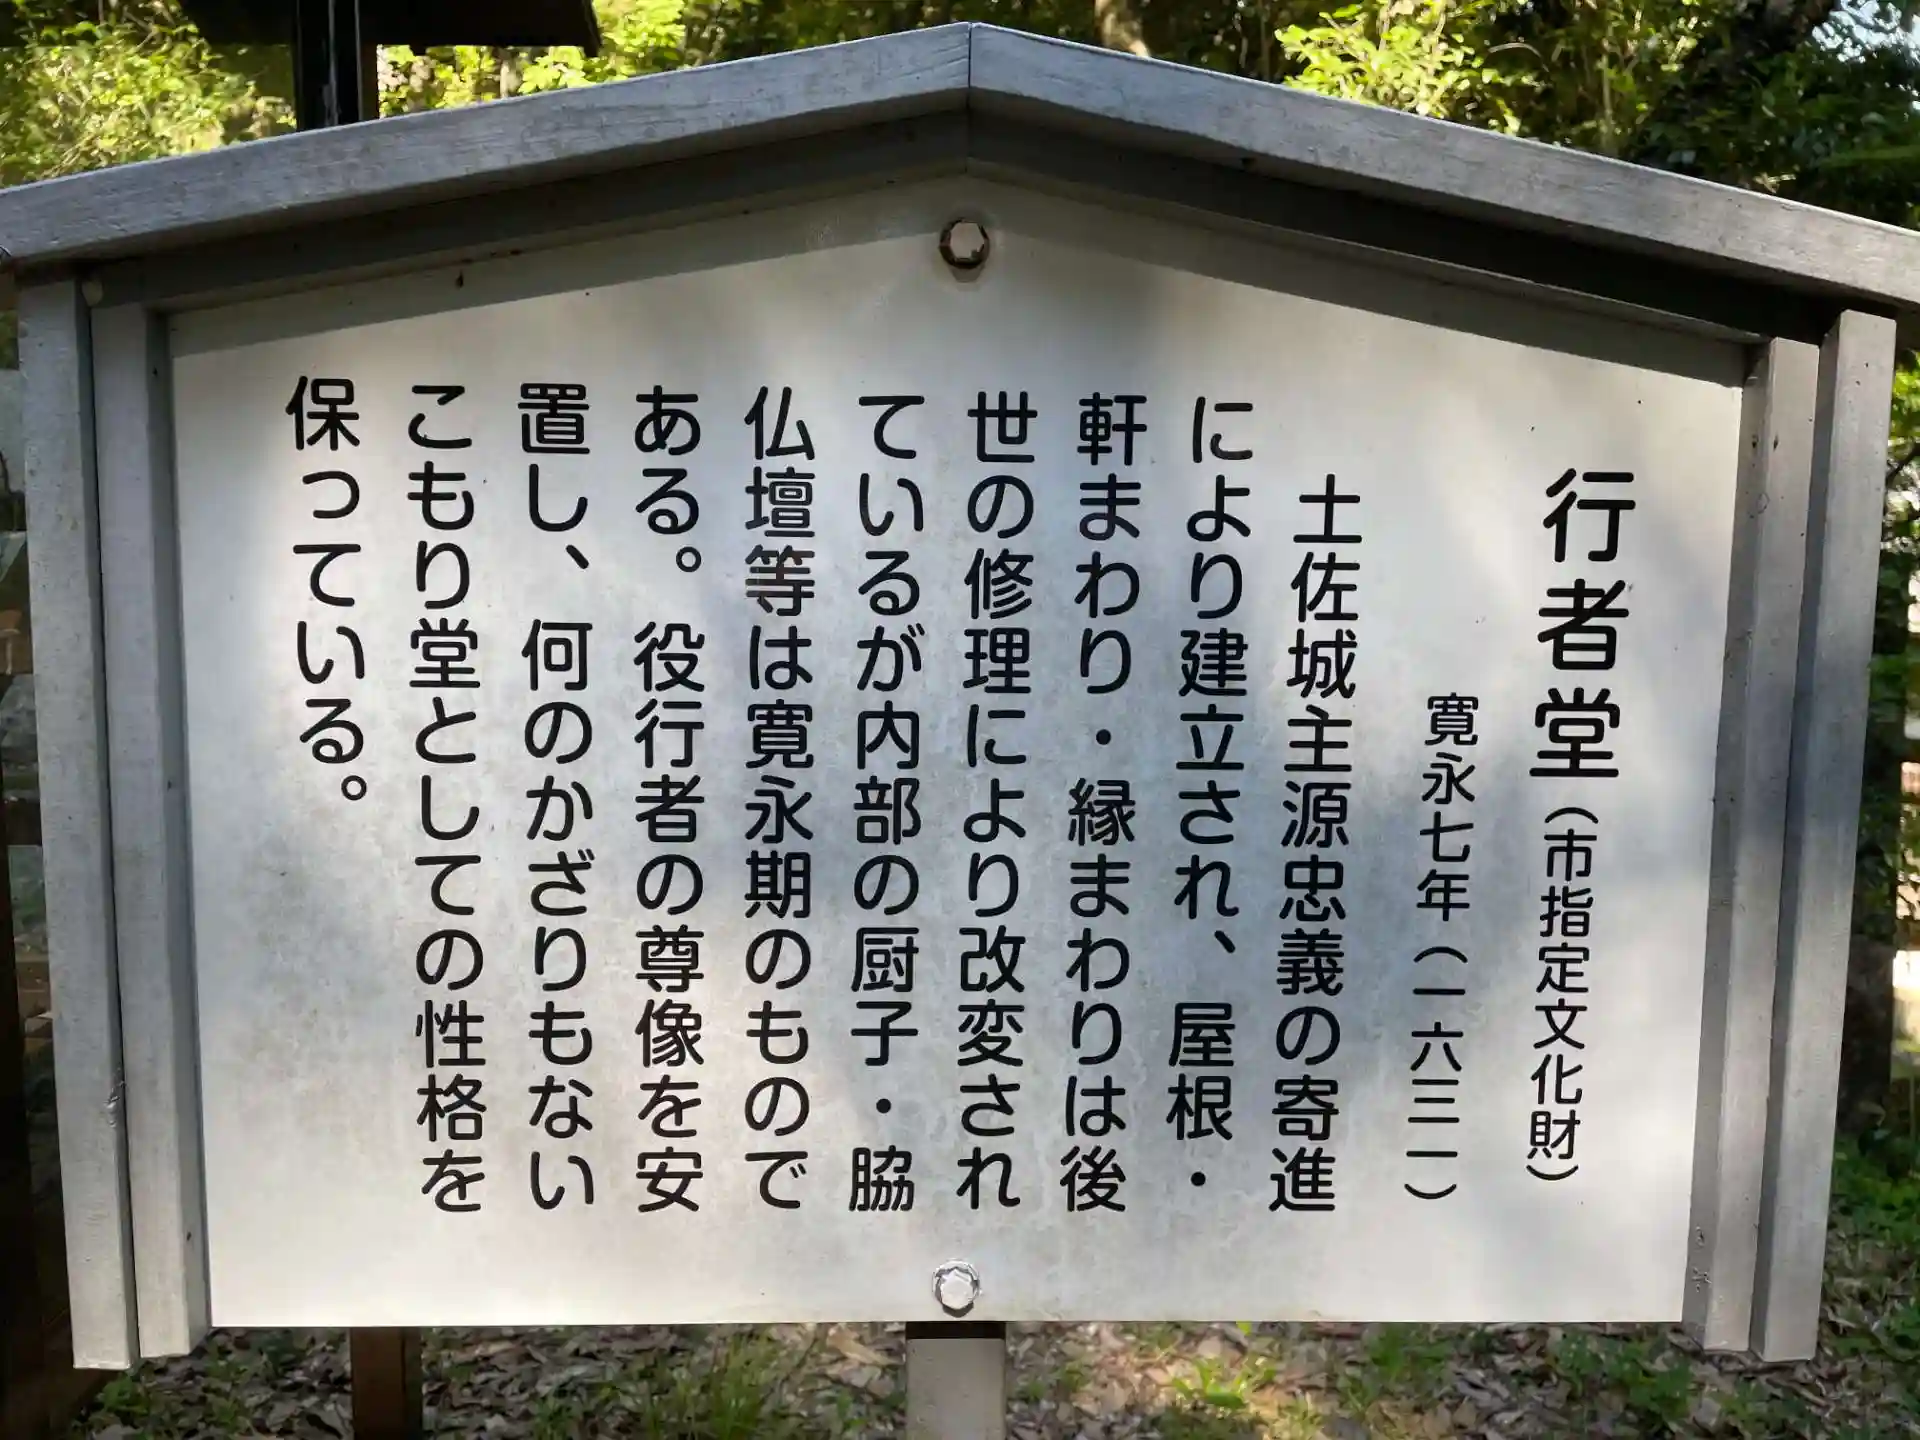 行者堂（市指定文化財）
寛永七年（一六三一）
土佐城主源忠義の寄進
により建立され、屋根・
軒まわり・縁まわりは後
世の修理により改変され
ているが内部の厨子・脇
仏壇等は寛永期のもので
ある。役行者の尊像を安
置し、何のかざりもない
こもり堂としての性格を
保っている。